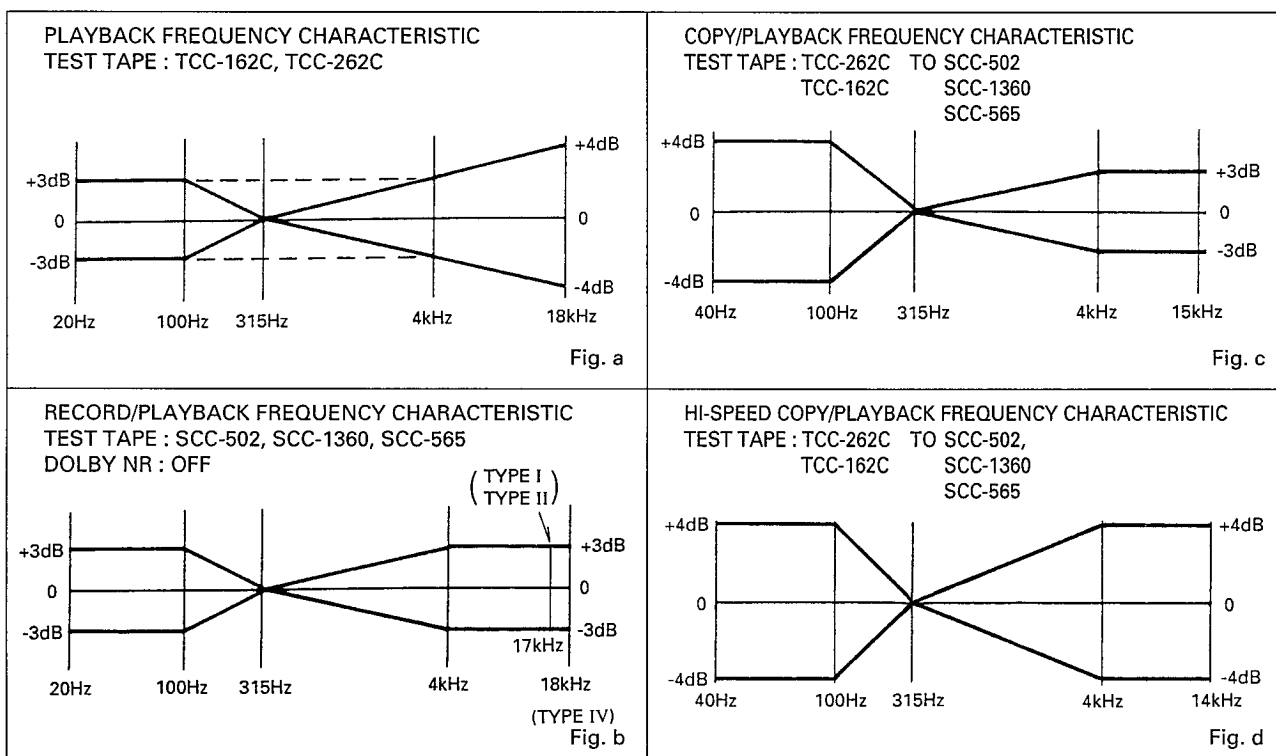 PLAYBACK FREQUENCY CHARACTERISTIC
TEST TAPE : TCC-162C, TCC-262C
+4dB
+3dB
0
0
-3dB
-4dB
20Hz 100Hz 315Hz 4kHz 18kHz
Fig. a
COPY/PLAYBACK FREQUENCY CHARACTERISTIC
TEST TAPE : TCC-262C TO SCC-502
TCC-162C SCC-1360
SCC-565
+4dB
+3dB
0
0
-3dB
-4dB
40Hz 100Hz 315Hz 4kHz 15kHz
Fig. c
RECORD/PLAYBACK FREQUENCY CHARACTERISTIC
TEST TAPE : SCC-502, SCC-1360, SCC-565
DOLBY NR : OFF
( TYPE I
TYPE II )
+3dB +3dB
0 0
-3dB -3dB
17kHz
20Hz 100Hz 315Hz 4kHz 18kHz
(TYPE IV)
Fig. b
HI-SPEED COPY/PLAYBACK FREQUENCY CHARACTERISTIC
TEST TAPE : TCC-262C TO SCC-502,
TCC-162C SCC-1360
SCC-565
+4dB +4dB
0 0
-4dB -4dB
40Hz 100Hz 315Hz 4kHz 14kHz
Fig. d